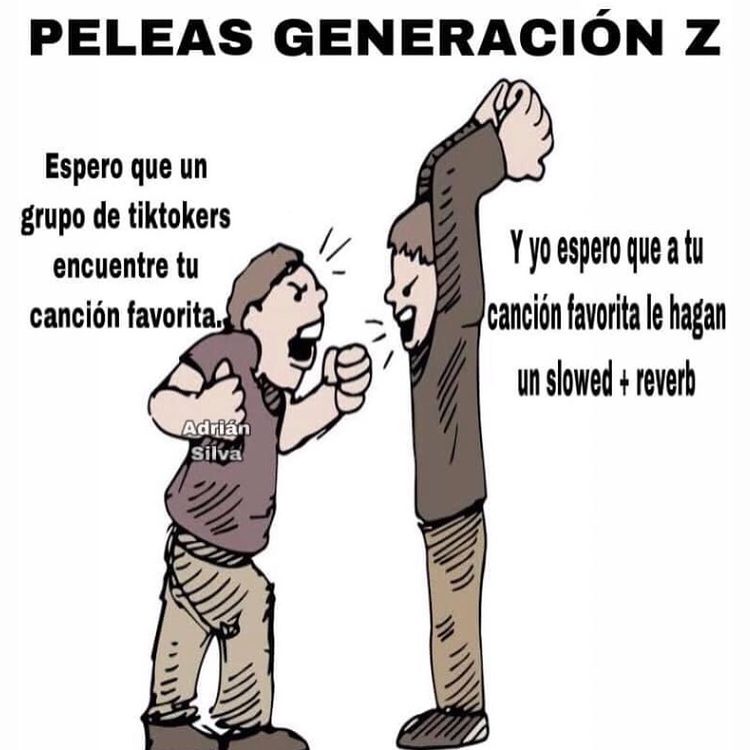 PELEAS GENERACIÓN Z
Espero que un
grupo de tiktokers
encuentre tu
canción favorita.
Y yo espero que a tu
canción favorita le hagan
un slowed + reverb
Adrián
Silva